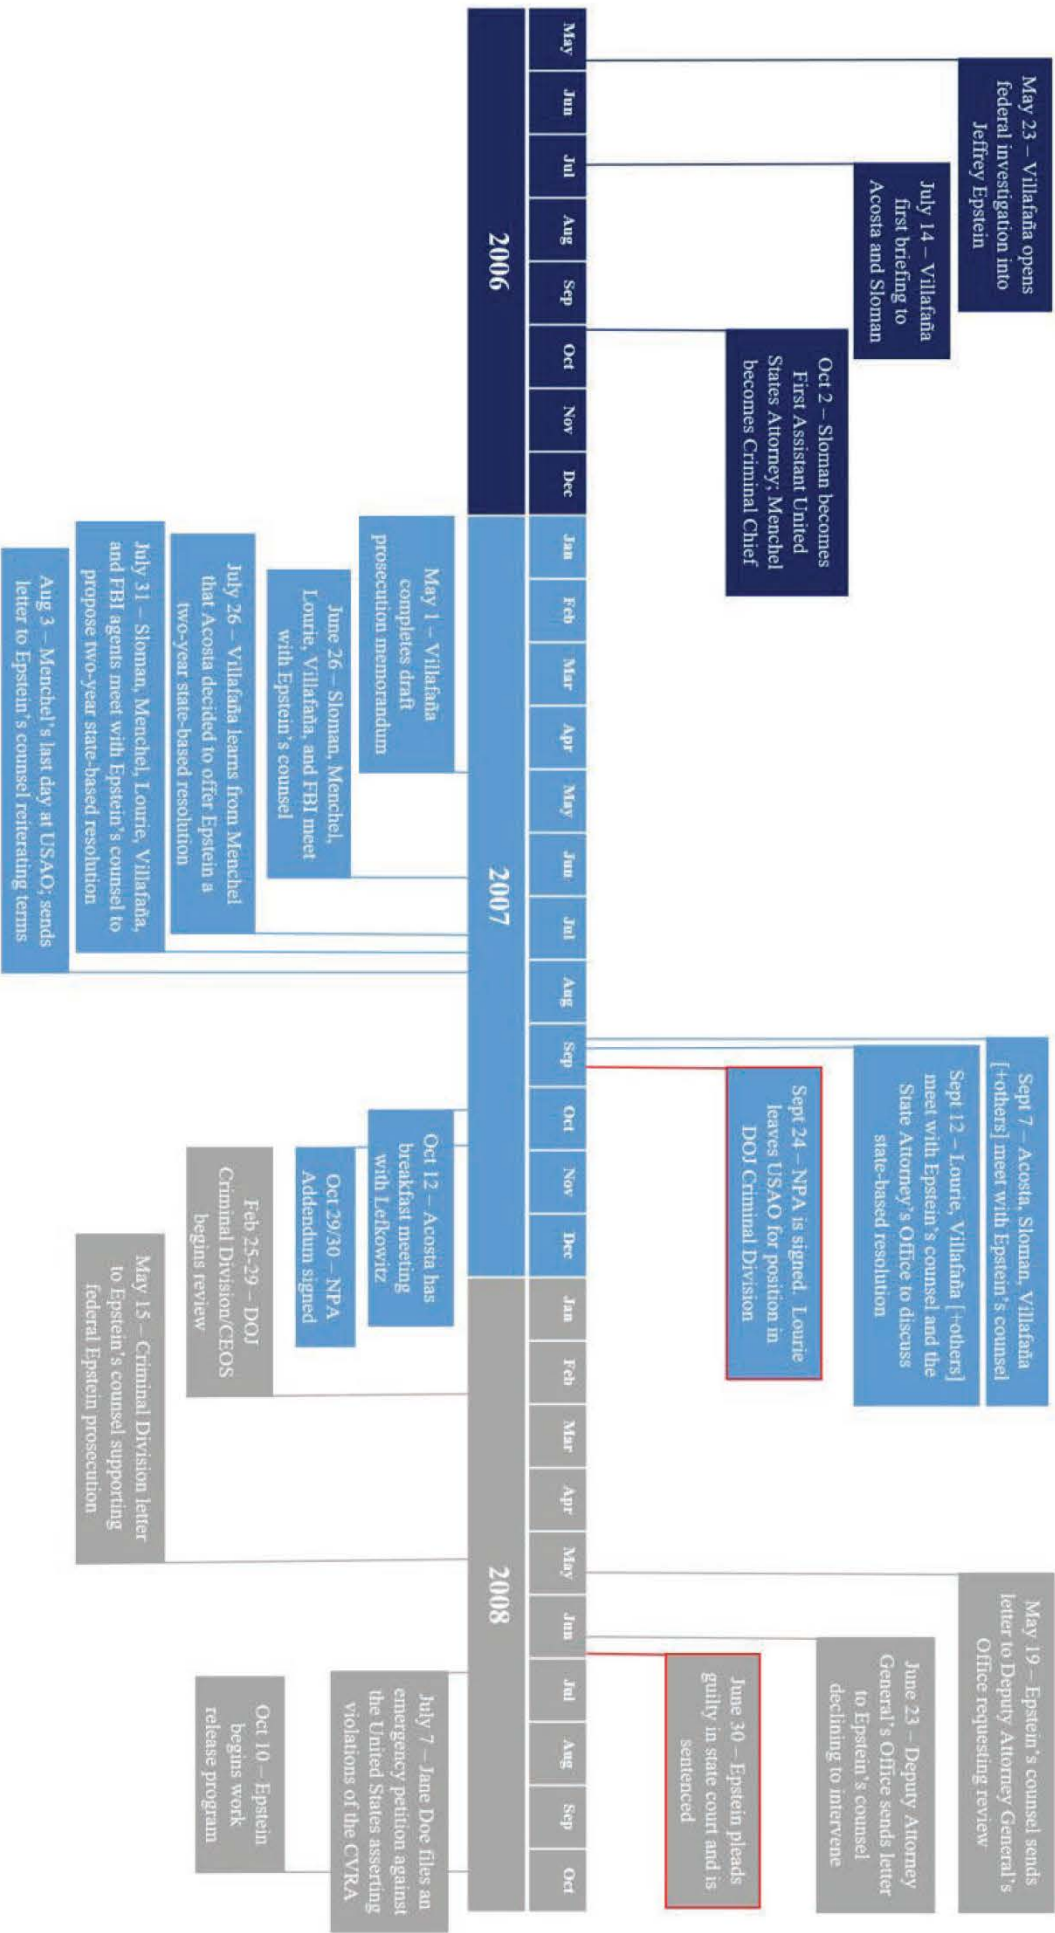 May 23 – Villafaña opens
federal investigation into
Jeffrey Epstein
July 14 – Villafaña
first briefing to
Acosta and Sloman
Oct 2 – Sloman becomes
First Assistant United
States Attorney; Menchel
becomes Criminal Chief
Sept 7 – Acosta, Sloman, Villafaña
[+others] meet with Epstein's counsel
Sept 12 – Lourie, Villafaña [+others]
meet with Epstein's counsel and the
State Attorney's Office to discuss
state-based resolution
Sept 24 – NPA is signed. Lourie
leaves USAO for position in
DOJ Criminal Division
May 19 – Epstein's counsel sends
letter to Deputy Attorney General's
Office requesting review
June 23 – Deputy Attorney
General's Office sends letter
to Epstein's counsel
declining to intervene
June 30 – Epstein pleads
guilty in state court and is
sentenced
May Jun Jul Aug Sep Oct Nov Dec Jan Feb Mar Apr May Jun Jul Aug Sep Oct Nov Dec Jan Feb Mar Apr May Jun Jul Aug Sep Oct
2006 2007 2008
May 1 – Villafaña
completes draft
prosecution memorandum
June 26 – Sloman, Menchel,
Lourie, Villafaña, and FBI meet
with Epstein's counsel
July 26 – Villafaña learns from Menchel
that Acosta decided to offer Epstein a
two-year state-based resolution
July 31 – Sloman, Menchel, Lourie, Villafaña,
and FBI agents meet with Epstein's counsel to
propose two-year state-based resolution
Aug 3 – Menchel's last day at USAO; sends
letter to Epstein's counsel reiterating terms
Oct 12 – Acosta has
breakfast meeting
with Lefkowitz
Oct 29/30 – NPA
Addendum signed
Feb 25-29 – DOJ
Criminal Division/CEOS
begins review
May 15 – Criminal Division letter
to Epstein's counsel supporting
federal Epstein prosecution
July 7 – Jane Doe files an
emergency petition against
the United States asserting
violations of the CVRA
Oct 10 – Epstein
begins work
release program